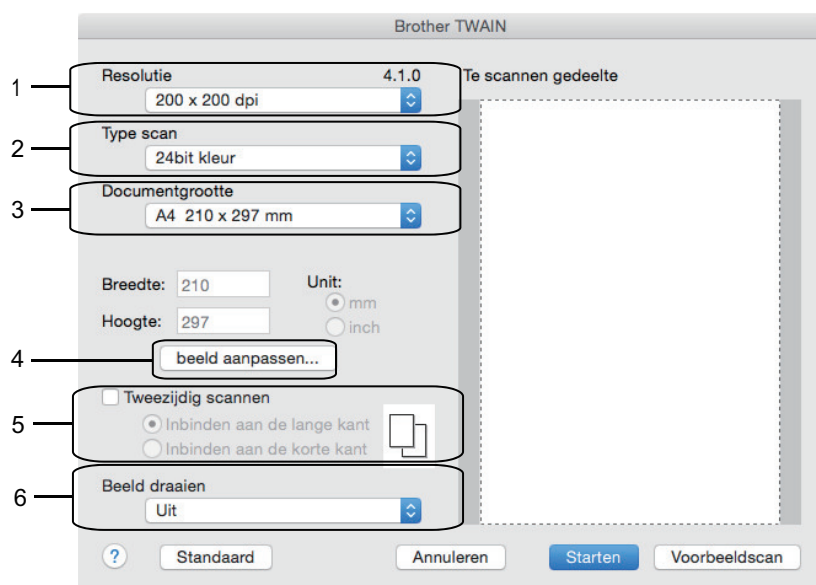 Brother TWAIN
1
Resolutie 4.1.0
200 x 200 dpi
Te scannen gedeelte
2
Type scan
24bit kleur
3
Documentgrootte
A4 210 x 297 mm
Breedte: 210
Unit:
mm
Hoogte: 297
inch
4
beeld aanpassen...
5
Tweezijdig scannen
Inbinden aan de lange kant
Inbinden aan de korte kant
6
Beeld draaien
Uit
? Standaard Annuleren Starten Voorbeeldscan